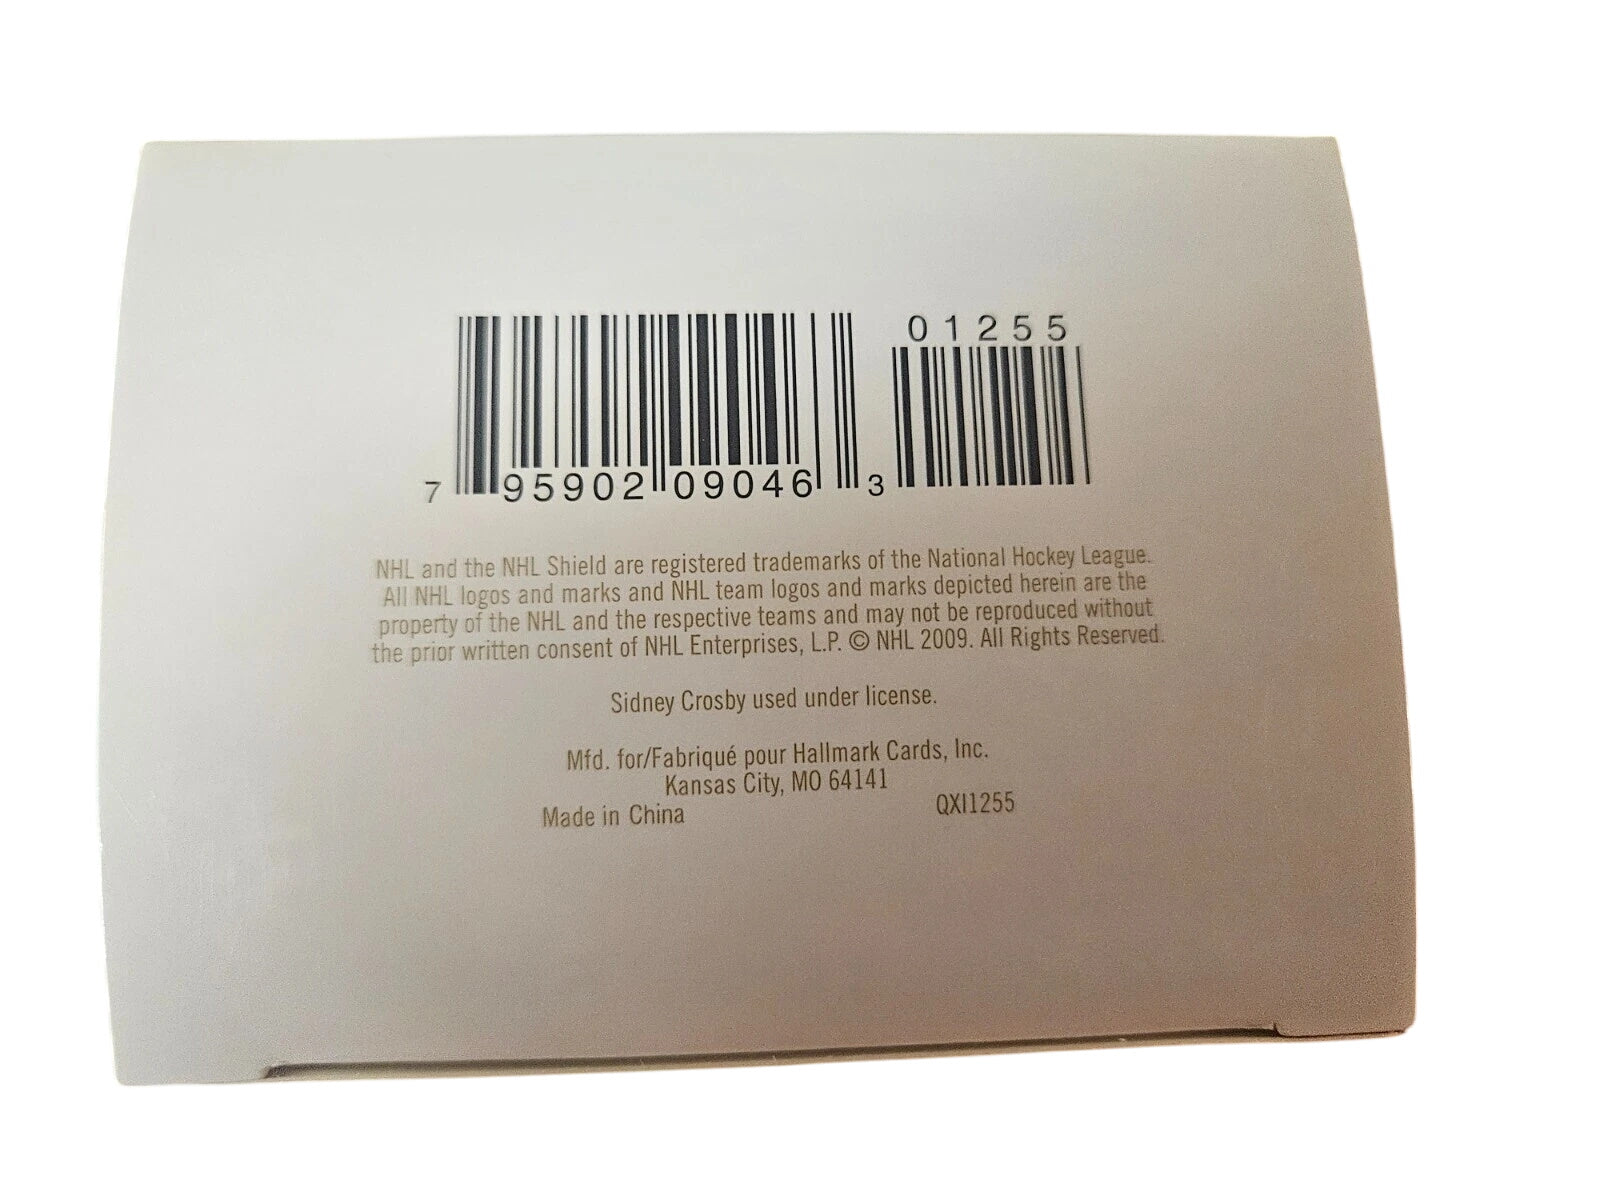 01255
7 95902 09046 3
NHL and the NHL Shield are registered trademarks of the National Hockey League.
All NHL logos and marks and NHL team logos and marks depicted herein are the
property of the NHL and the respective teams and may not be reproduced without
the prior written consent of NHL Enterprises, L.P. © NHL 2009. All Rights Reserved.
Sidney Crosby used under license.
Mfd. for/Fabriqué pour Hallmark Cards, Inc.
Kansas City, MO 64141
Made in China QXI1255